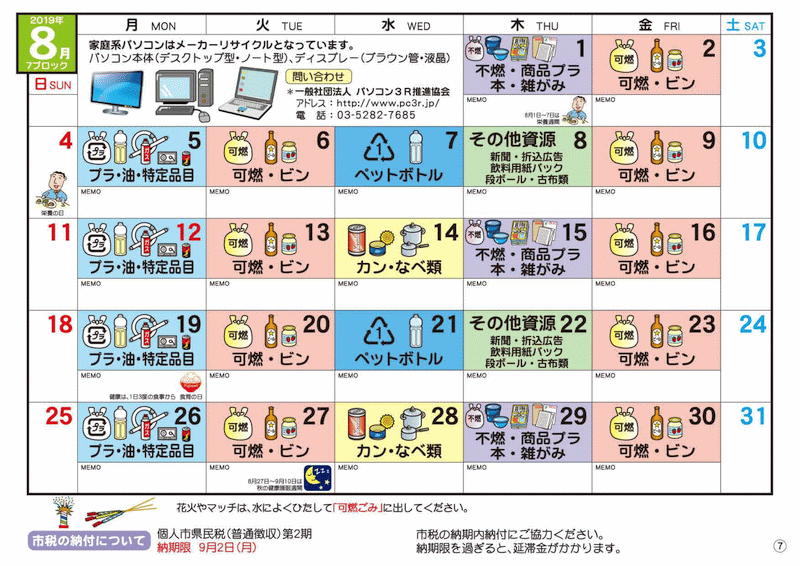 2019年
8月
7ブロック
日 SUN
月 MON
火 TUE
水 WED
木 THU
金 FRI
土 SAT
家庭系パソコンはメーカーリサイクルとなっています。
パソコン本体(デスクトップ型・ノート型)、ディスプレー(ブラウン管・液晶)
問い合わせ
*一般社団法人 パソコン3R推進協会
アドレス:http://www.pc3r.jp/
電 話:03-5282-7685
不燃
1
不燃・商品プラ
本・雑がみ
MEMO
8月1日〜7日は
栄養週間
可燃
2
可燃・ビン
MEMO
3
4
栄養の日
プラ
5
プラ・油・特定品目
MEMO
可燃
6
可燃・ビン
MEMO
1
7
ペットボトル
MEMO
その他資源 8
新聞・折込広告
飲料用紙パック
段ボール・古布類
MEMO
可燃
9
可燃・ビン
MEMO
10
11
プラ
12
プラ・油・特定品目
MEMO
可燃
13
可燃・ビン
MEMO
14
カン・なべ類
MEMO
不燃
15
不燃・商品プラ
本・雑がみ
MEMO
可燃
16
可燃・ビン
MEMO
17
18
プラ
19
プラ・油・特定品目
MEMO
健康は、1日3度の食事から 食育の日
可燃
20
可燃・ビン
MEMO
1
21
ペットボトル
MEMO
その他資源 22
新聞・折込広告
飲料用紙パック
段ボール・古布類
MEMO
可燃
23
可燃・ビン
MEMO
24
25
プラ
26
プラ・油・特定品目
MEMO
可燃
27
可燃・ビン
MEMO
8月27日〜9月10日は
秋の健康睡眠週間
28
カン・なべ類
MEMO
不燃
29
不燃・商品プラ
本・雑がみ
MEMO
可燃
30
可燃・ビン
MEMO
31
花火やマッチは、水によくひたして「可燃ごみ」に出してください。
市税の納付について
個人市県民税(普通徴収)第2期
納期限 9月2日(月)
市税の納期内納付にご協力ください。
納期限を過ぎると、延滞金がかかります。
⑦